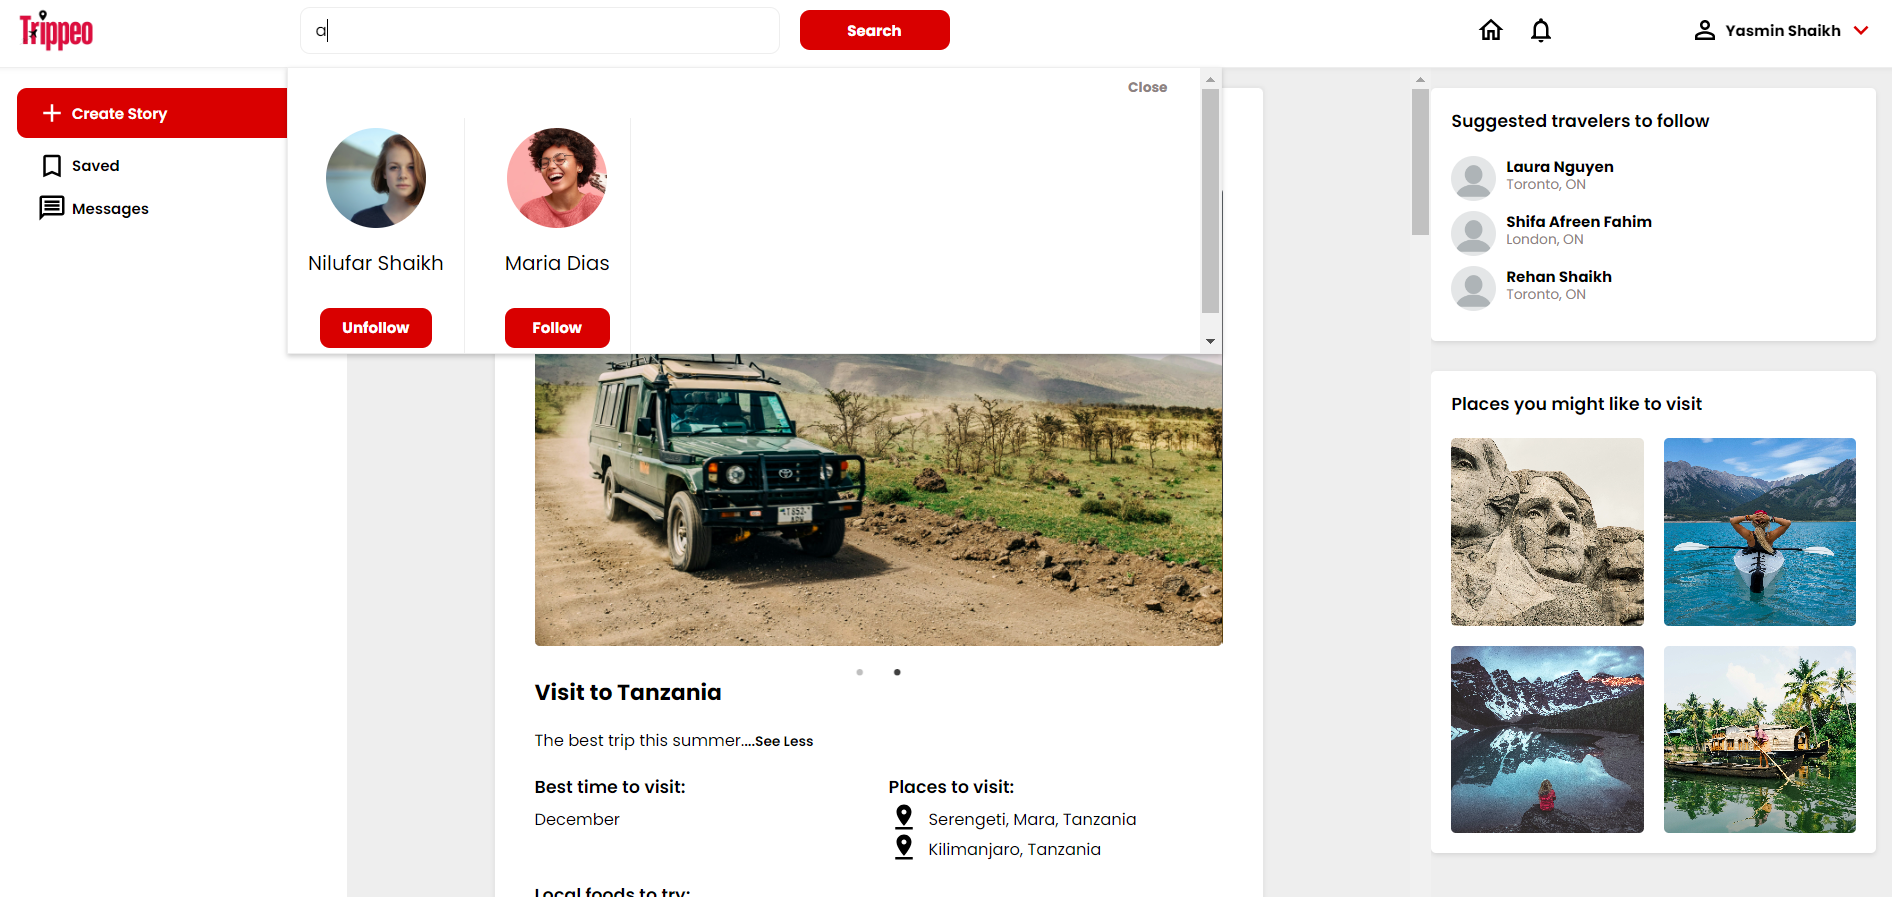 Trippeo
a
Search
Yasmin Shaikh
Create Story
Saved
Messages
Close
Nilufar Shaikh
Maria Dias
Unfollow
Follow
Suggested travelers to follow
Laura Nguyen
Toronto, ON
Shifa Afreen Fahim
London, ON
Rehan Shaikh
Toronto, ON
Places you might like to visit
Visit to Tanzania
The best trip this summer....See Less
Best time to visit:
December
Places to visit:
Serengeti, Mara, Tanzania
Kilimanjaro, Tanzania
Local foods to try: